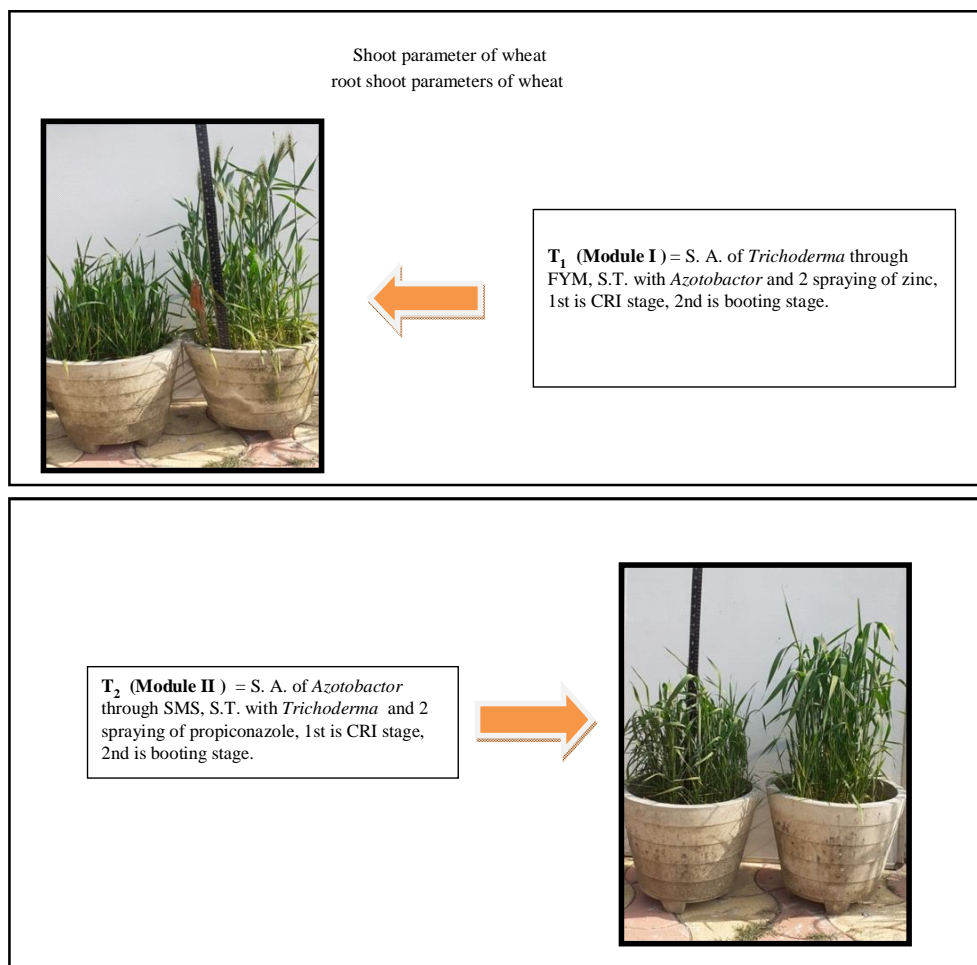 Shoot parameter of wheat
root shoot parameters of wheat
T1 (Module I ) = S. A. of Trichoderma through
FYM, S.T. with Azotobactor and 2 spraying of zinc,
1st is CRI stage, 2nd is booting stage.
T2 (Module II ) = S. A. of Azotobactor
through SMS, S.T. with Trichoderma and 2
spraying of propiconazole, 1st is CRI stage,
2nd is booting stage.